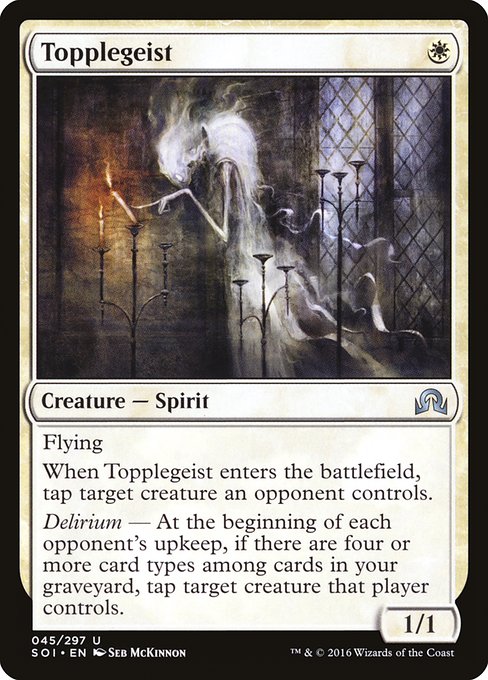 Topplegeist
Creature — Spirit
Flying
When Topplegeist enters the battlefield,
tap target creature an opponent controls.
Delirium — At the beginning of each
opponent's upkeep, if there are four or
more card types among cards in your
graveyard, tap target creature that player
controls.
1/1
045/297 U
SOI • EN Seb McKinnon
™ & © 2016 Wizards of the Coast